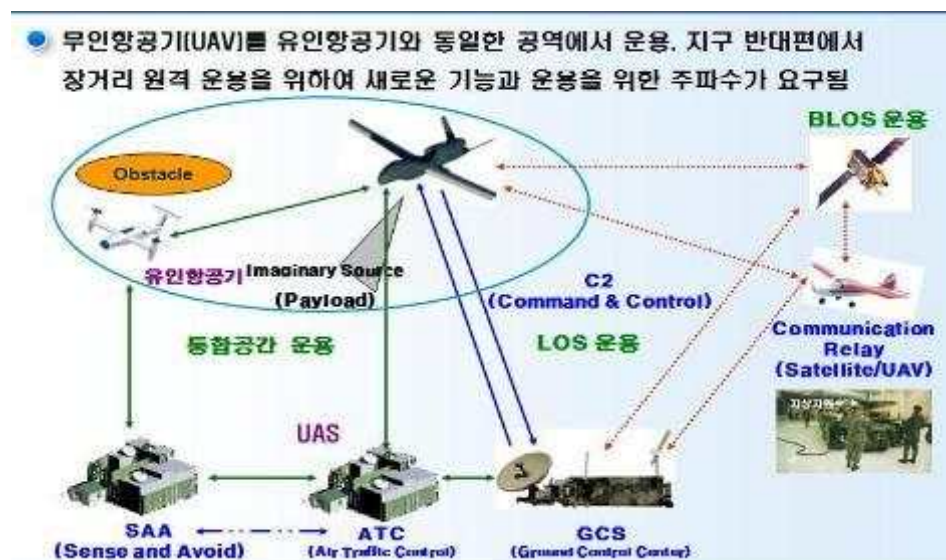 무인항공기(UAV)를 유인항공기와 동일한 공역에서 운용. 지구 반대편에서
장거리 원격 운용을 위하여 새로운 기능과 운용을 위한 주파수가 요구됨
BLOS 운용
Obstacle
유인항공기
Imaginary Source
(Payload)
C2
(Command & Control)
통합공간 운용
LOS 운용
Communication
Relay
(Satellite/UAV)
UAS
SAA
(Sense and Avoid)
ATC
(Air Traffic Control)
GCS
(Ground Control Center)